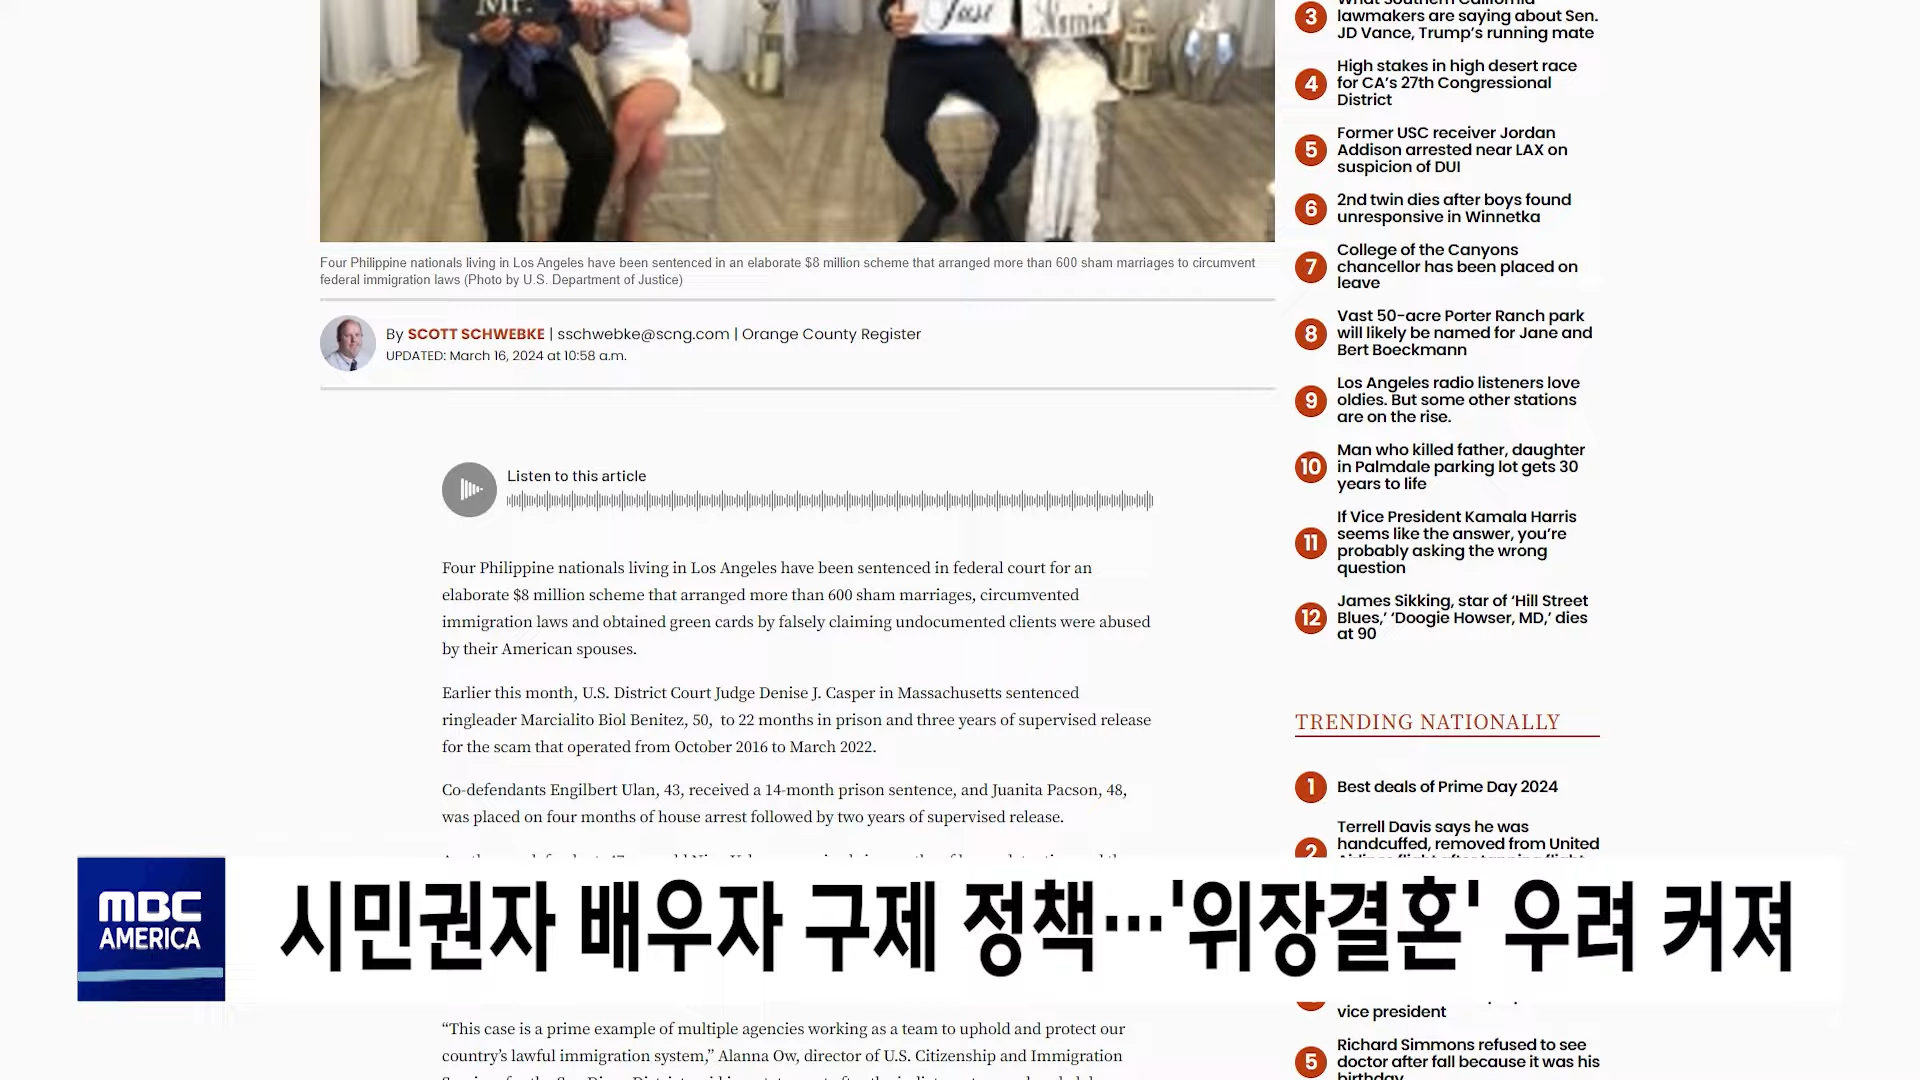 Mr.
Just
Married
What Southern California
3
lawmakers are saying about Sen.
JD Vance, Trump's running mate
4
High stakes in high desert race
for CA's 27th Congressional
District
5
Former USC receiver Jordan
Addison arrested near LAX on
suspicion of DUI
6
2nd twin dies after boys found
unresponsive in Winnetka
7
College of the Canyons
chancellor has been placed on
leave
8
Vast 50-acre Porter Ranch park
will likely be named for Jane and
Bert Boeckmann
9
Los Angeles radio listeners love
oldies. But some other stations
are on the rise.
10
Man who killed father, daughter
in Palmdale parking lot gets 30
years to life
11
If Vice President Kamala Harris
seems like the answer, you're
probably asking the wrong
question
12
James Sikking, star of 'Hill Street
Blues,' 'Doogie Howser, MD,' dies
at 90
Four Philippine nationals living in Los Angeles have been sentenced in an elaborate $8 million scheme that arranged more than 600 sham marriages to circumvent
federal immigration laws (Photo by U.S. Department of Justice)
By SCOTT SCHWEBKE | sschwebke@scng.com | Orange County Register
UPDATED: March 16, 2024 at 10:58 a.m.
Listen to this article
Four Philippine nationals living in Los Angeles have been sentenced in federal court for an
elaborate $8 million scheme that arranged more than 600 sham marriages, circumvented
immigration laws and obtained green cards by falsely claiming undocumented clients were abused
by their American spouses.
Earlier this month, U.S. District Court Judge Denise J. Casper in Massachusetts sentenced
ringleader Marcialito Biol Benitez, 50,  to 22 months in prison and three years of supervised release
for the scam that operated from October 2016 to March 2022.
Co-defendants Engilbert Ulan, 43, received a 14-month prison sentence, and Juanita Pacson, 48,
was placed on four months of house arrest followed by two years of supervised release.
TRENDING NATIONALLY
1
Best deals of Prime Day 2024
2
Terrell Davis says he was
handcuffed, removed from United
MBC
AMERICA
시민권자 배우자 구제 정책…'위장결혼' 우려 커져
vice president
5
Richard Simmons refused to see
doctor after fall because it was his
birthday
"This case is a prime example of multiple agencies working as a team to uphold and protect our
country's lawful immigration system," Alanna Ow, director of U.S. Citizenship and Immigration